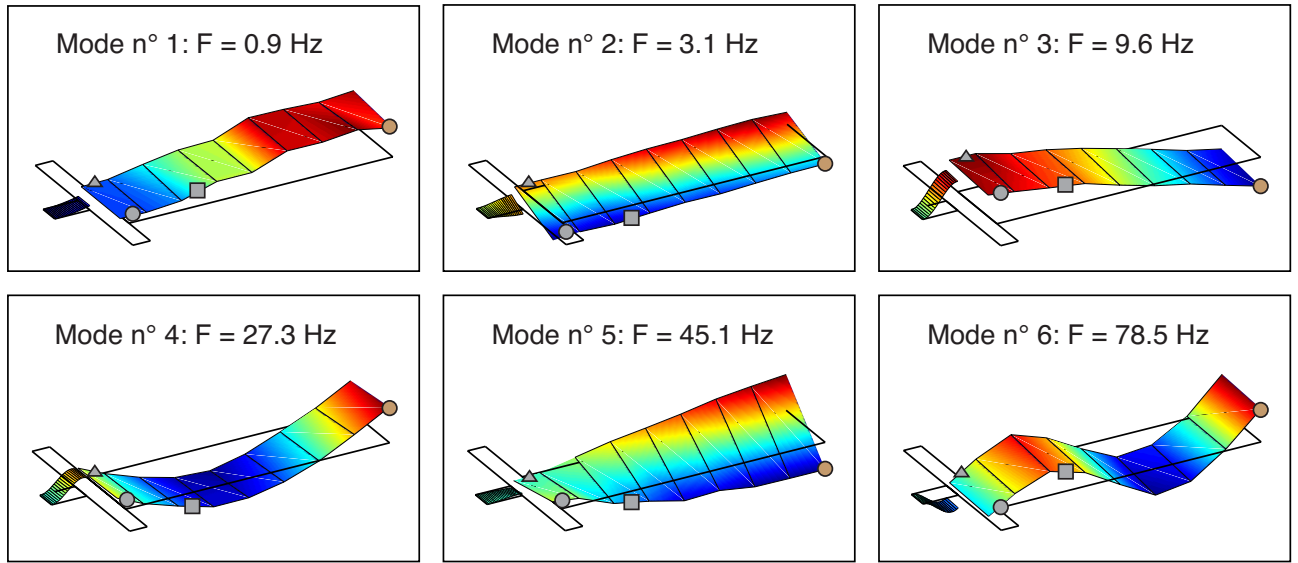 Mode n° 1: F = 0.9 Hz
Mode n° 2: F = 3.1 Hz
Mode n° 3: F = 9.6 Hz
Mode n° 4: F = 27.3 Hz
Mode n° 5: F = 45.1 Hz
Mode n° 6: F = 78.5 Hz